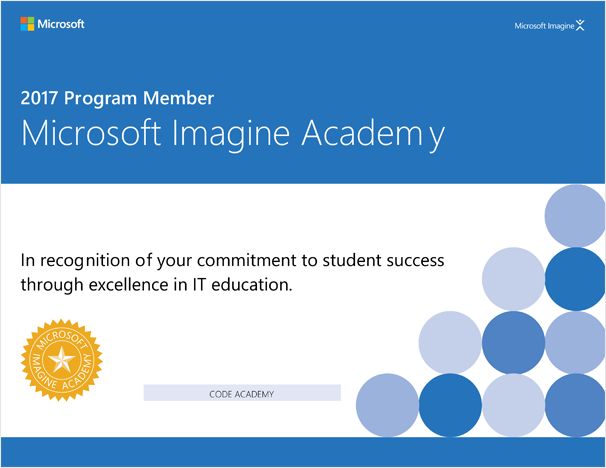 Microsoft
Microsoft Imagine
2017 Program Member
Microsoft Imagine Academy
In recognition of your commitment to student success
through excellence in IT education.
MICROSOFT
IMAGINE ACADEMY
CODE ACADEMY